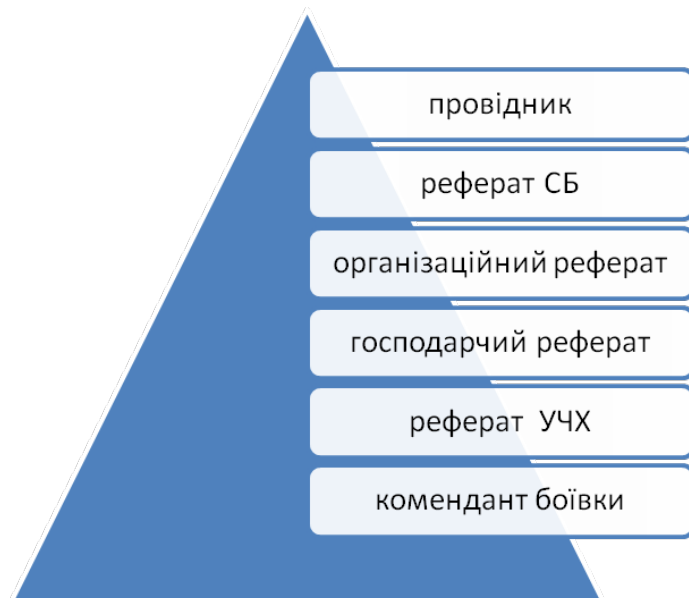 провідник
реферат СБ
організаційний реферат
господарчий реферат
реферат УЧХ
комендант боївки